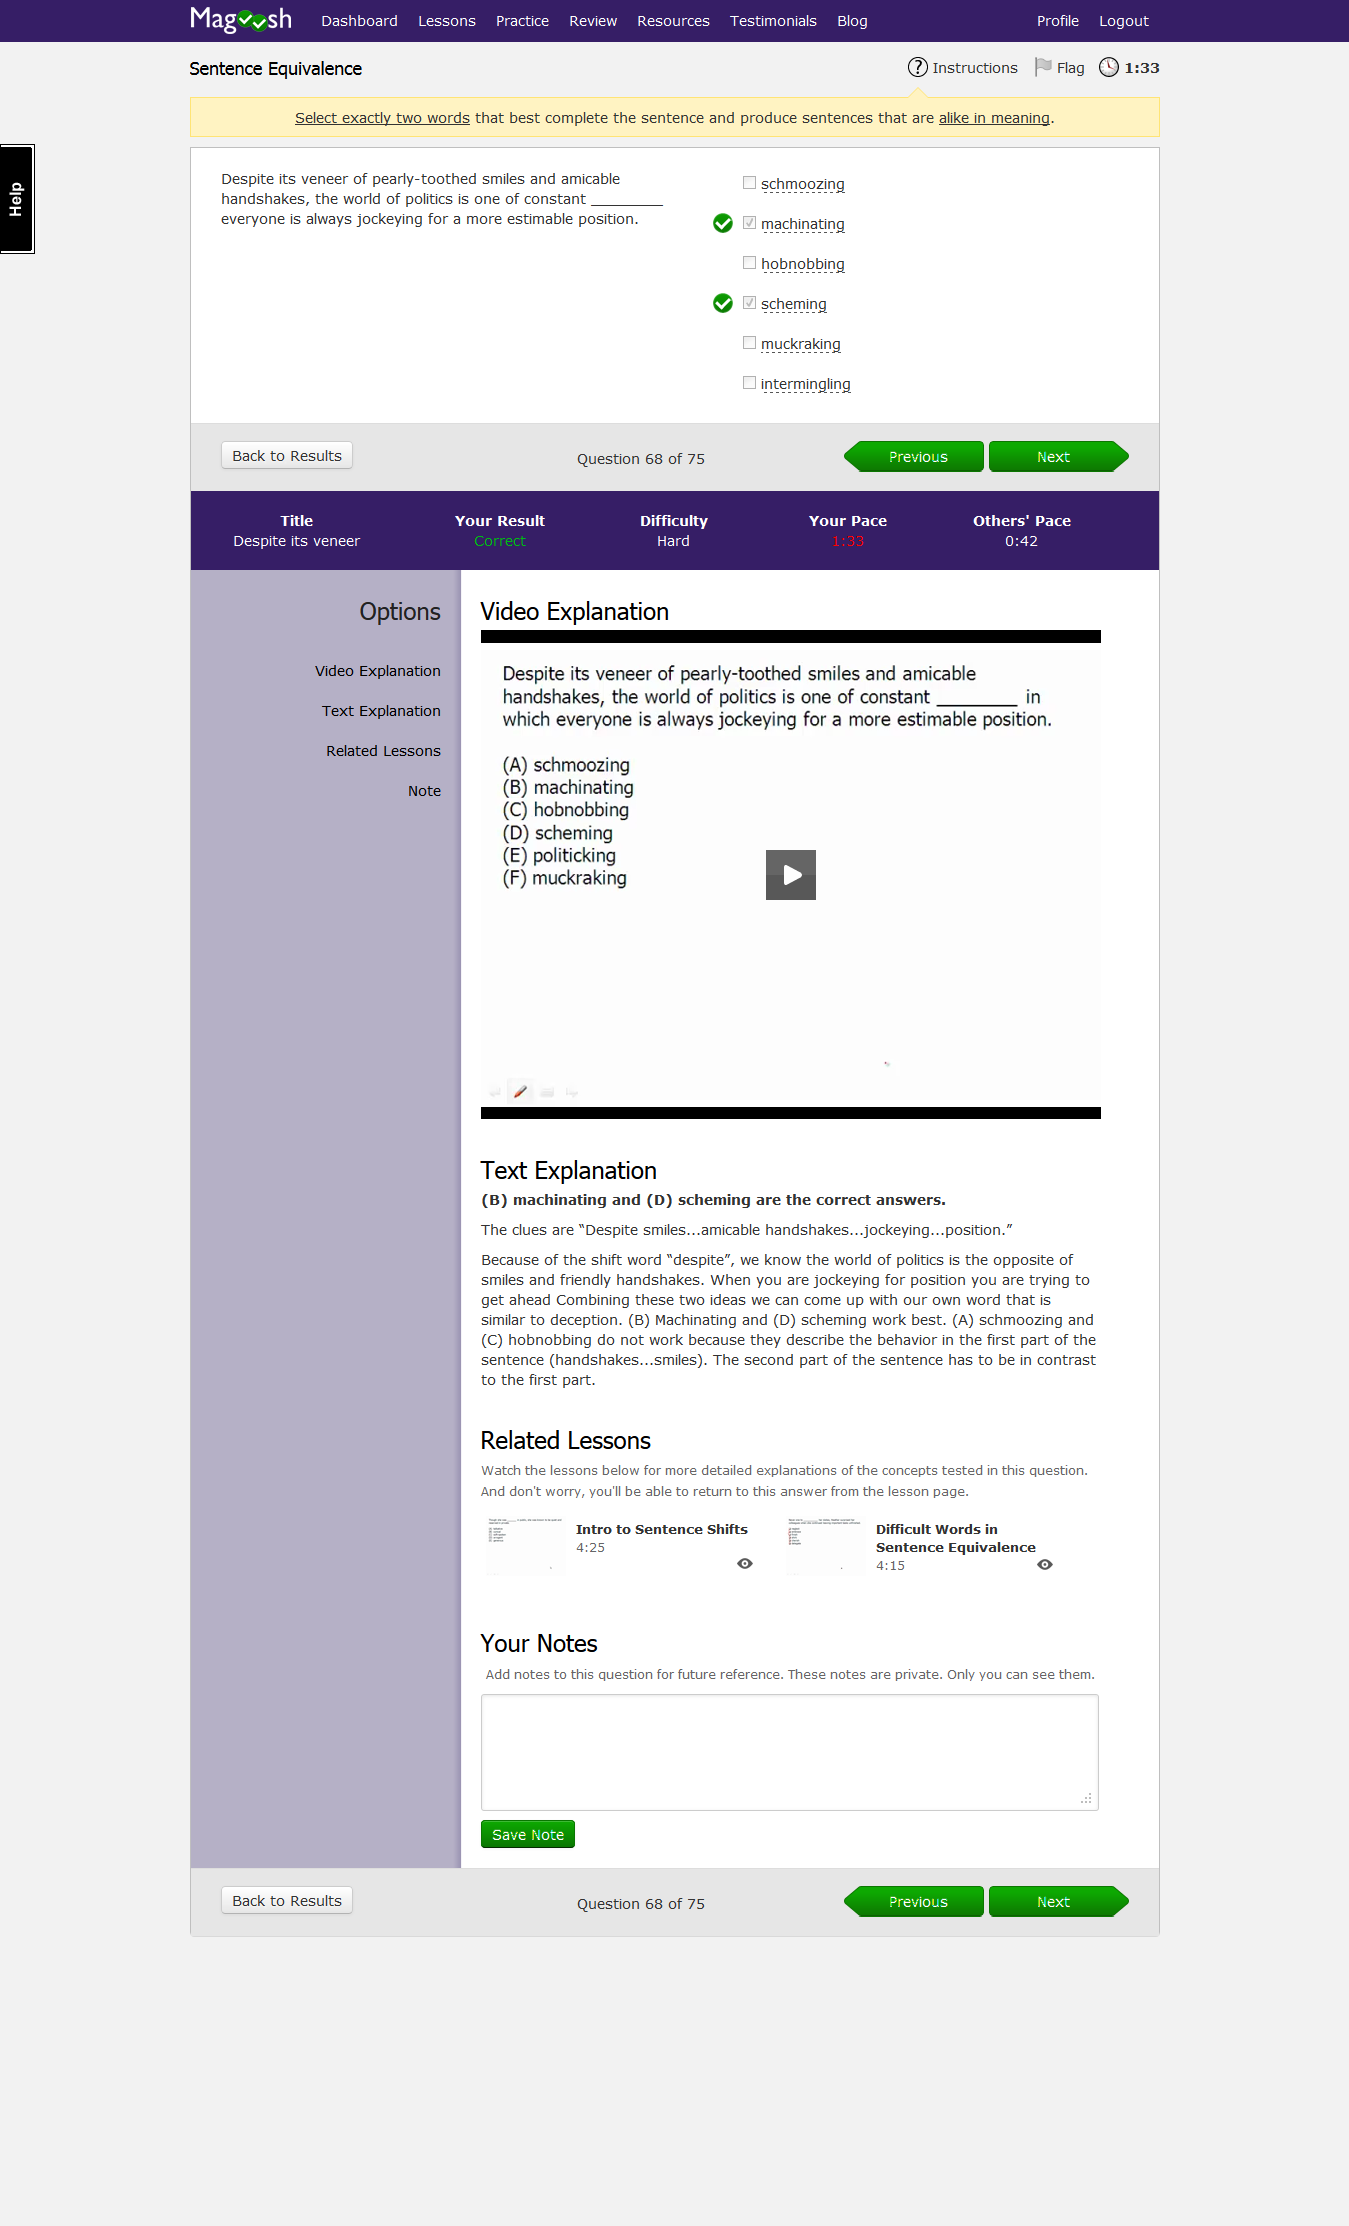 Magoosh Dashboard Lessons Practice Review Resources Testimonials Blog Profile Logout
Sentence Equivalence
Instructions Flag 1:33
Select exactly two words that best complete the sentence and produce sentences that are alike in meaning.
Help
Despite its veneer of pearly-toothed smiles and amicable
handshakes, the world of politics is one of constant _________
everyone is always jockeying for a more estimable position.
schmoozing
machinating
hobnobbing
scheming
muckraking
intermingling
Back to Results Question 68 of 75 Previous Next
Title Your Result Difficulty Your Pace Others' Pace
Despite its veneer Correct Hard 1:33 0:42
Options
Video Explanation
Text Explanation
Related Lessons
Note
Video Explanation
Despite its veneer of pearly-toothed smiles and amicable
handshakes, the world of politics is one of constant ________ in
which everyone is always jockeying for a more estimable position.
(A) schmoozing
(B) machinating
(C) hobnobbing
(D) scheming
(E) politicking
(F) muckraking
Text Explanation
(B) machinating and (D) scheming are the correct answers.
The clues are “Despite smiles...amicable handshakes...jockeying...position.”
Because of the shift word “despite”, we know the world of politics is the opposite of
smiles and friendly handshakes. When you are jockeying for position you are trying to
get ahead Combining these two ideas we can come up with our own word that is
similar to deception. (B) Machinating and (D) scheming work best. (A) schmoozing and
(C) hobnobbing do not work because they describe the behavior in the first part of the
sentence (handshakes...smiles). The second part of the sentence has to be in contrast
to the first part.
Related Lessons
Watch the lessons below for more detailed explanations of the concepts tested in this question.
And don't worry, you'll be able to return to this answer from the lesson page.
Intro to Sentence Shifts
4:25
Difficult Words in
Sentence Equivalence
4:15
Your Notes
Add notes to this question for future reference. These notes are private. Only you can see them.
Save Note
Back to Results Question 68 of 75 Previous Next